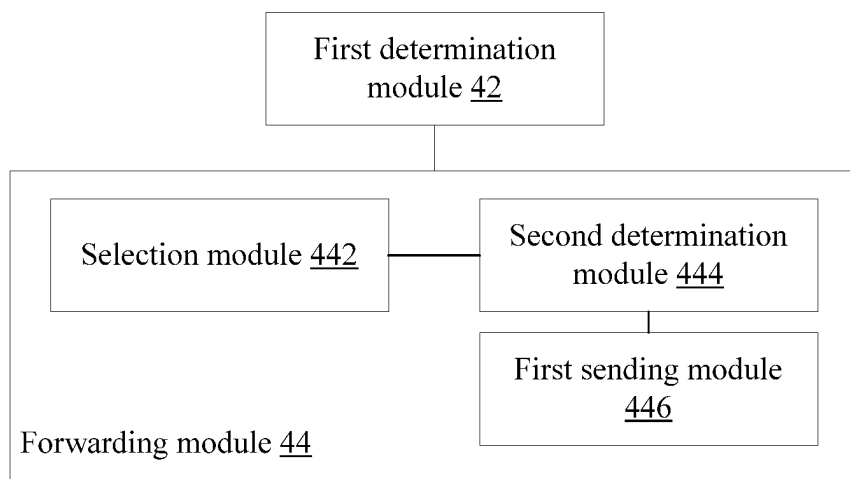 First determination
module 42
Selection module 442
Second determination
module 444
First sending module
446
Forwarding module 44